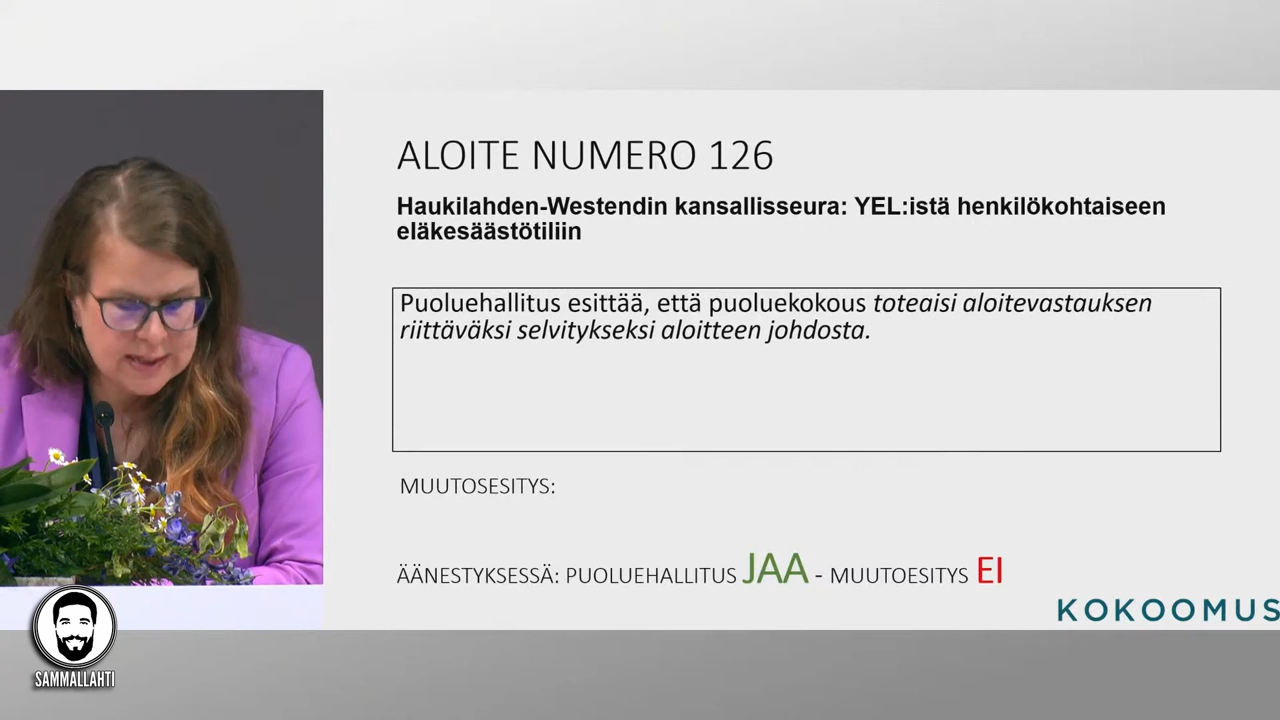 ALOITE NUMERO 126
Haukilahden-Westendin kansallisseura: YEL:istä henkilökohtaiseen
eläkesäästötiliin
Puoluehallitus esittää, että puoluekokous toteaisi aloitevastauksen
riittäväksi selvitykseksi aloitteen johdosta.
MUUTOSESITYS:
ÄÄNESTYKSESSÄ: PUOLUEHALLITUS JAA - MUUTOESITYS EI
KOKOOMUS
SAMMALLAHTI